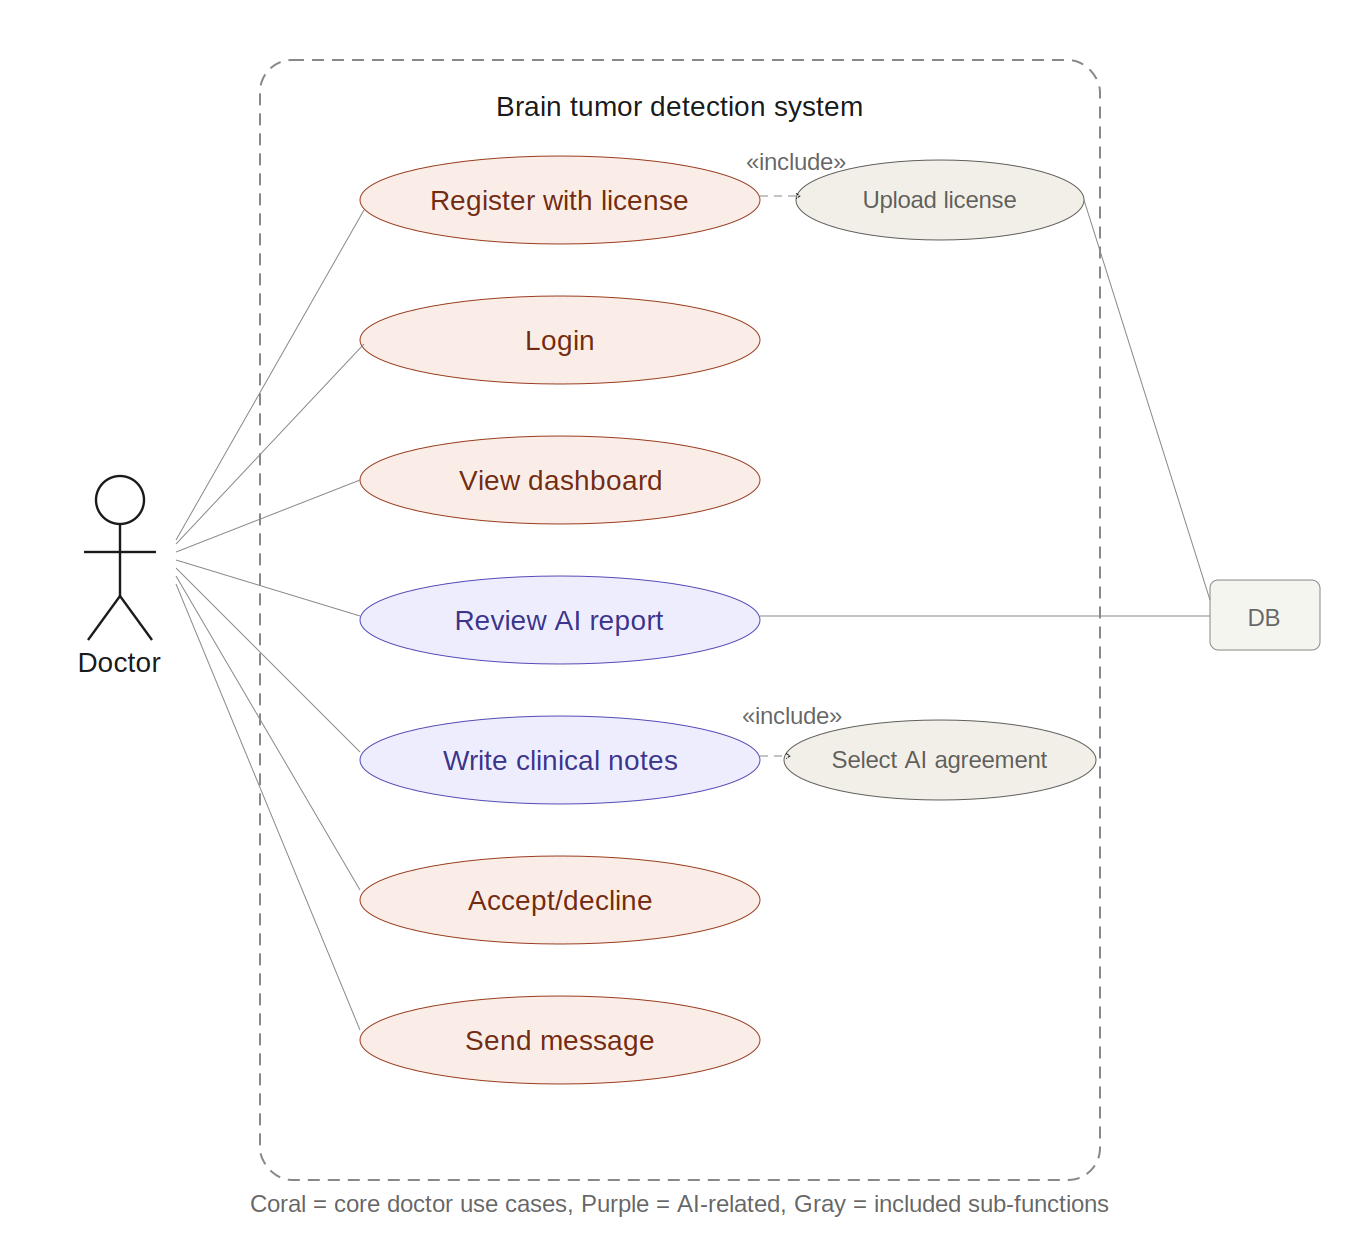 Brain tumor detection system
«include»
Register with license
Upload license
Login
View dashboard
Review AI report
DB
Doctor
«include»
Write clinical notes
Select AI agreement
Accept/decline
Send message
Coral = core doctor use cases, Purple = AI-related, Gray = included sub-functions